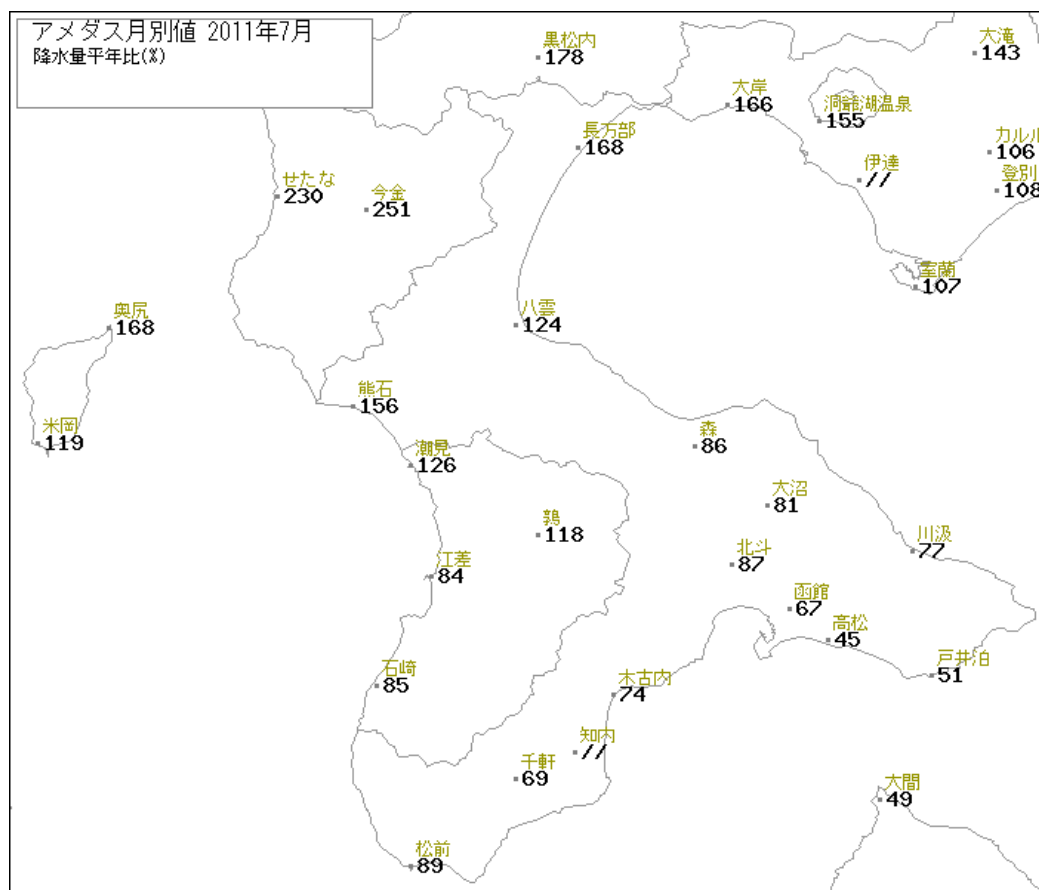 アメダス月別値 2011年7月
降水量平年比(%)
黒松内
178
大滝
143
大岸
166
洞爺湖温泉
155
長万部
168
カルル
106
伊達
//
登別
108
せたな
230
今金
251
室蘭
107
奥尻
168
八雲
124
熊石
156
米岡
119
森
86
潮見
126
大沼
81
鶉
118
川汲
77
北斗
87
江差
84
函館
67
高松
45
石崎
85
戸井泊
51
木古内
74
知内
//
千軒
69
大間
49
松前
89